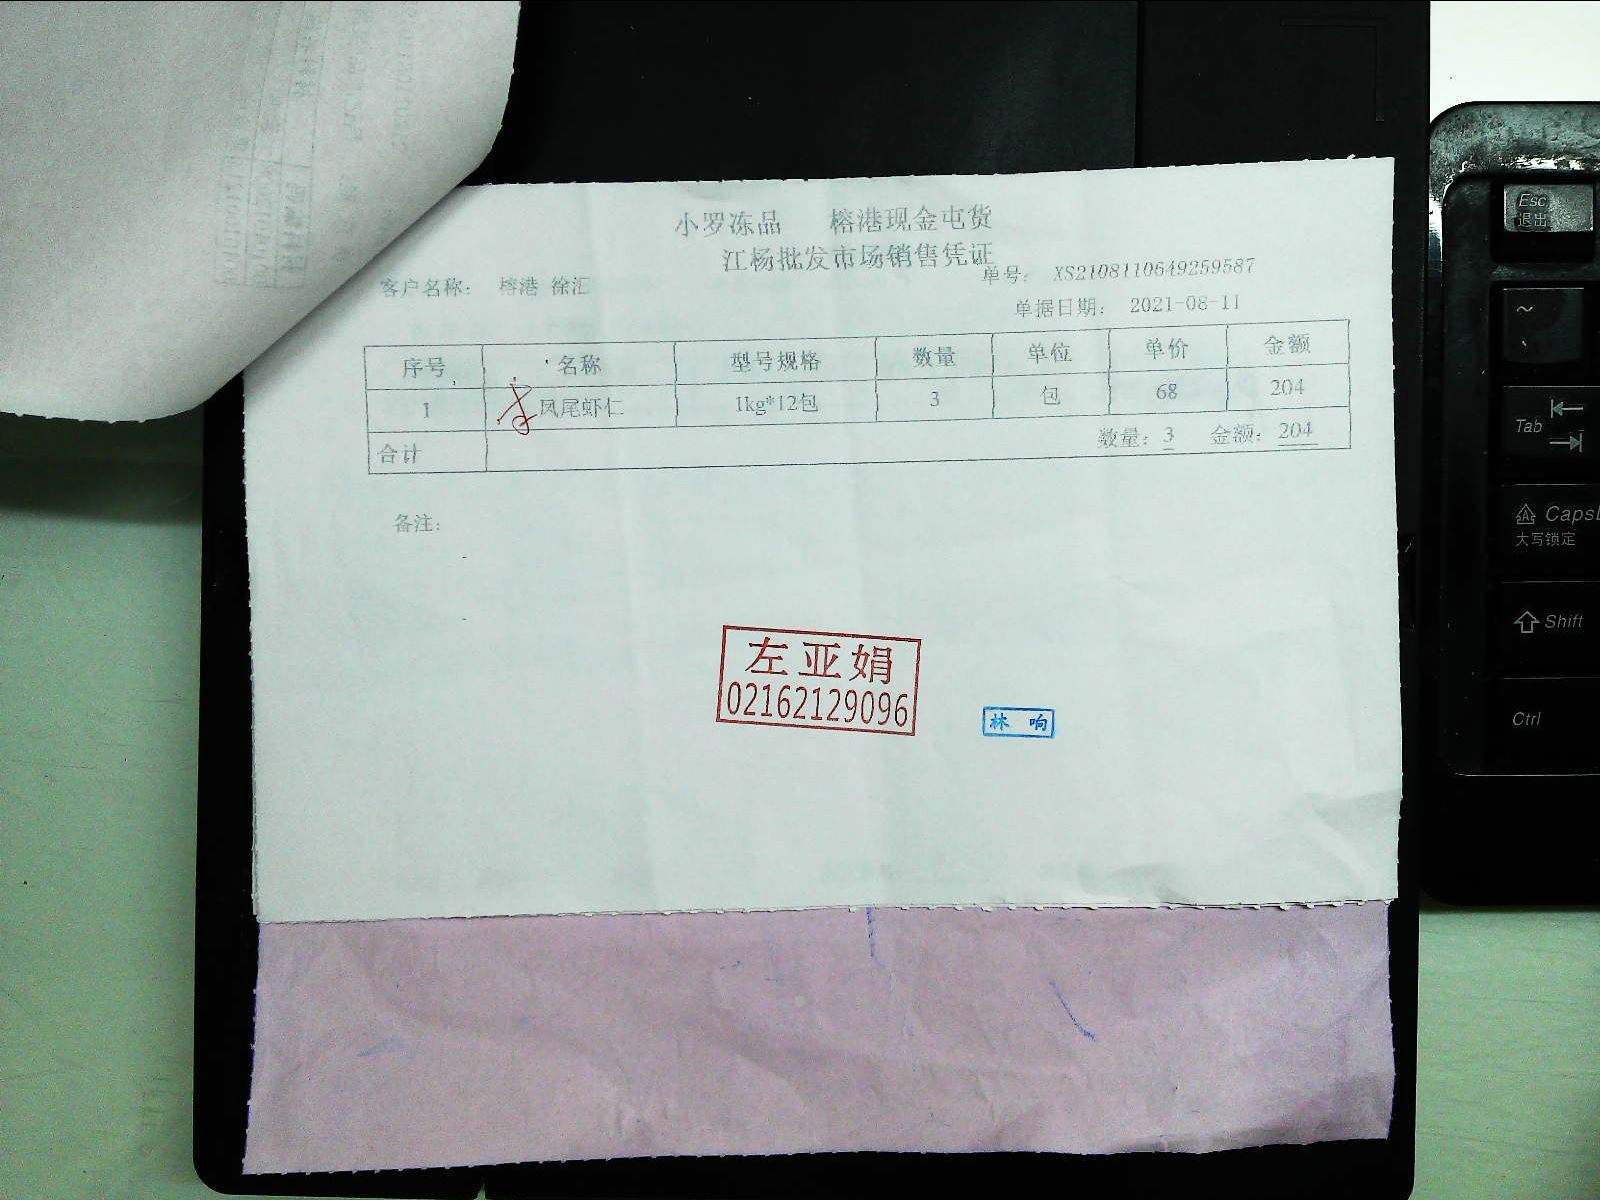 小罗冻品 榕港现金屯货
江杨批发市场销售凭证
客户名称： 榕港 徐汇
单号： XS2108110649259587
单据日期： 2021-08-11
序号 名称 型号规格 数量 单位 单价 金额
1 凤尾虾仁 1kg*12包 3 包 68 204
合计 数量：3 金额：204
备注：
左亚娟
02162129096
林 响
Esc
退出
~
Tab
CapsL
大写锁定
Shift
Ctrl